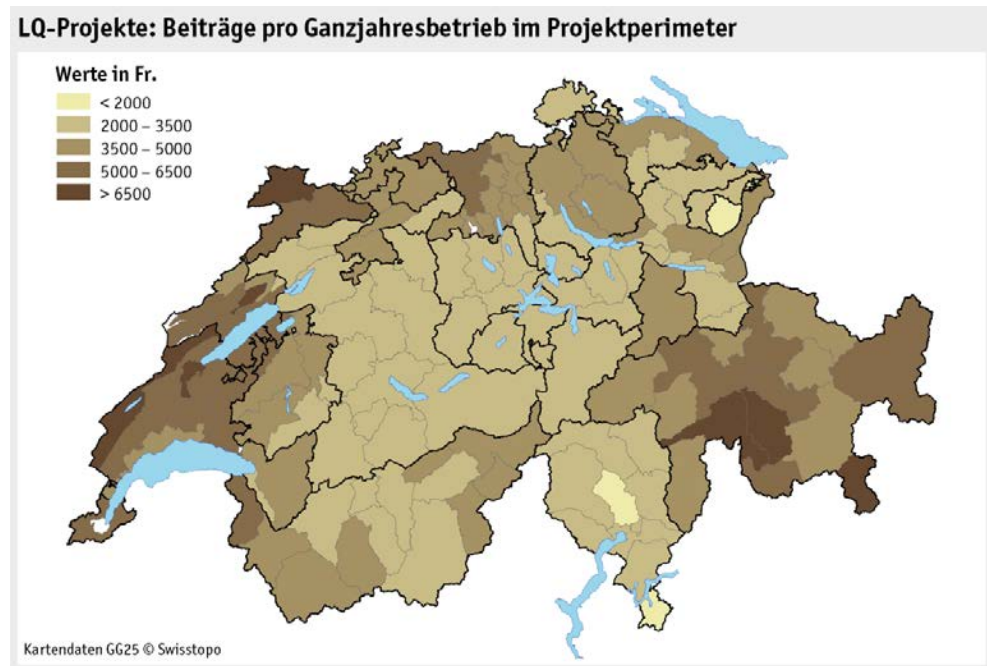 LQ-Projekte: Beiträge pro Ganzjahresbetrieb im Projektperimeter
Werte in Fr.
< 2000
2000 – 3500
3500 – 5000
5000 – 6500
> 6500
Kartendaten GG25 © Swisstopo